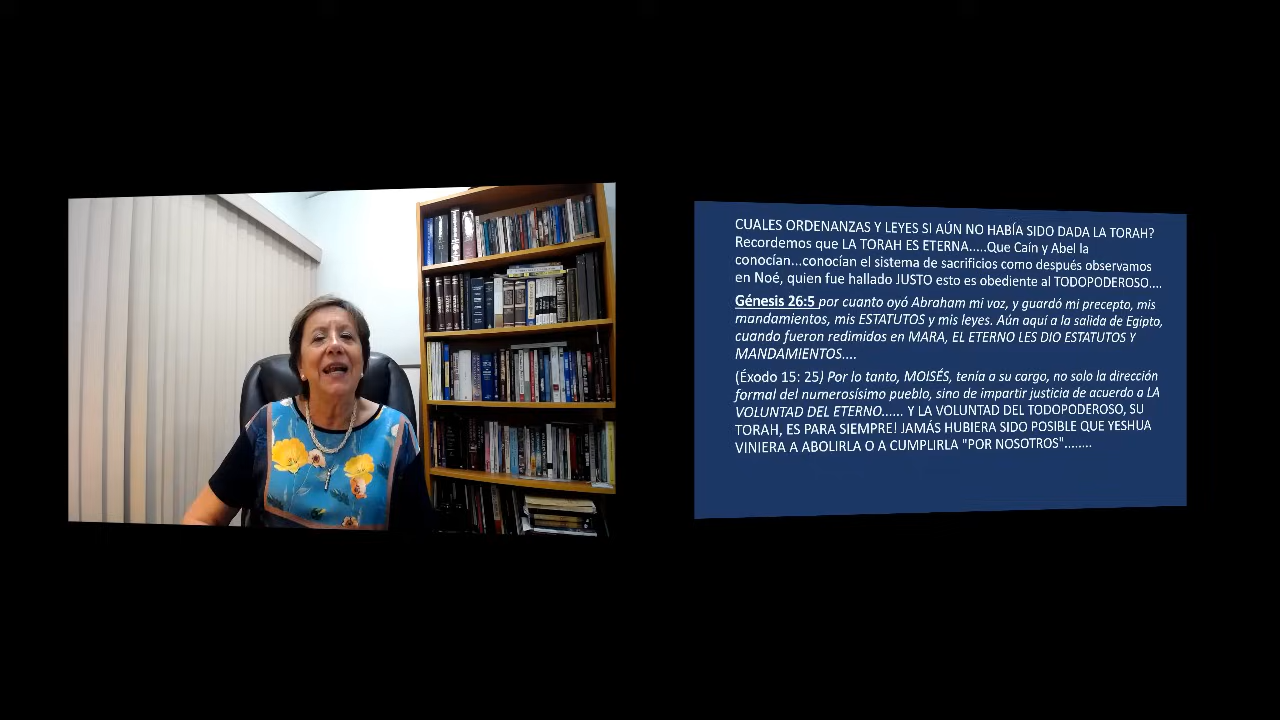 CUALES ORDENANZAS Y LEYES SI AÚN NO HABÍA SIDO DADA LA TORAH?
Recordemos que LA TORAH ES ETERNA.....Que Caín y Abel la
conocían...conocían el sistema de sacrificios como después observamos
en Noé, quien fue hallado JUSTO esto es obediente al TODOPODEROSO....
Génesis 26:5 por cuanto oyó Abraham mi voz, y guardó mi precepto, mis
mandamientos, mis ESTATUTOS y mis leyes. Aún aquí a la salida de Egipto,
cuando fueron redimidos en MARA, EL ETERNO LES DIO ESTATUTOS Y
MANDAMIENTOS....
(Éxodo 15: 25) Por lo tanto, MOISÉS, tenía a su cargo, no solo la dirección
formal del numerosísimo pueblo, sino de impartir justicia de acuerdo a LA
VOLUNTAD DEL ETERNO...... Y LA VOLUNTAD DEL TODOPODEROSO, SU
TORAH, ES PARA SIEMPRE! JAMÁS HUBIERA SIDO POSIBLE QUE YESHUA
VINIERA A ABOLIRLA O A CUMPLIRLA "POR NOSOTROS"........